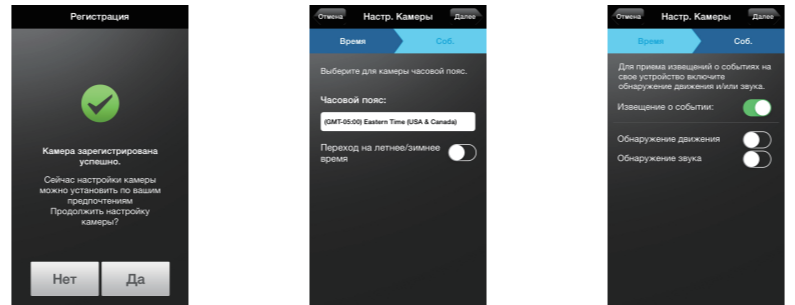 Регистрация
Камера зарегистрирована
успешно.
Сейчас настройки камеры
можно установить по вашим
предпочтениям
Продолжить настройку
камеры?
Нет
Да
Отмена
Настр. Камеры
Далее
Время
Соб.
Выберите для камеры часовой пояс.
Часовой пояс:
(GMT-05:00) Eastern Time (USA & Canada)
Переход на летнее/зимнее
время
Отмена
Настр. Камеры
Далее
Время
Соб.
Для приема извещений о событиях на
свое устройство включите
обнаружение движения и/или звука.
Извещение о событии:
Обнаружение движения
Обнаружение звука